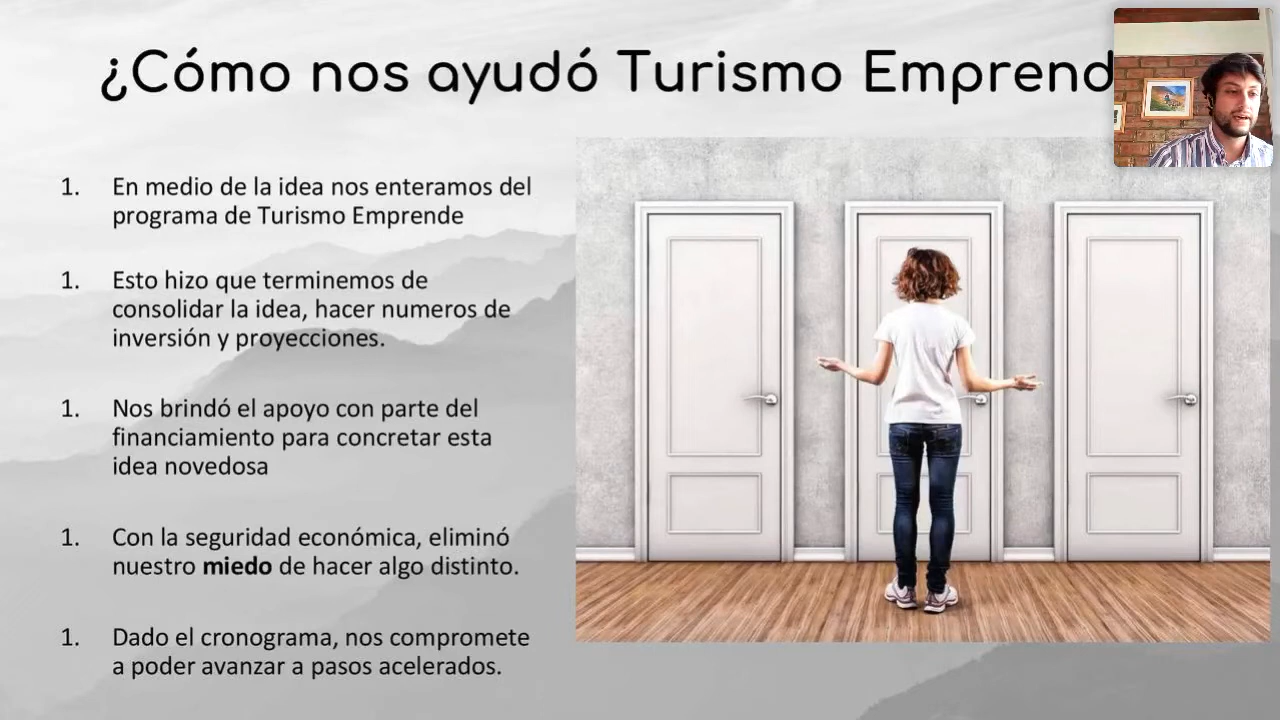 ¿Cómo nos ayudó Turismo Emprend
1. En medio de la idea nos enteramos del
programa de Turismo Emprende
1. Esto hizo que terminemos de
consolidar la idea, hacer numeros de
inversión y proyecciones.
1. Nos brindó el apoyo con parte del
financiamiento para concretar esta
idea novedosa
1. Con la seguridad económica, eliminó
nuestro miedo de hacer algo distinto.
1. Dado el cronograma, nos compromete
a poder avanzar a pasos acelerados.